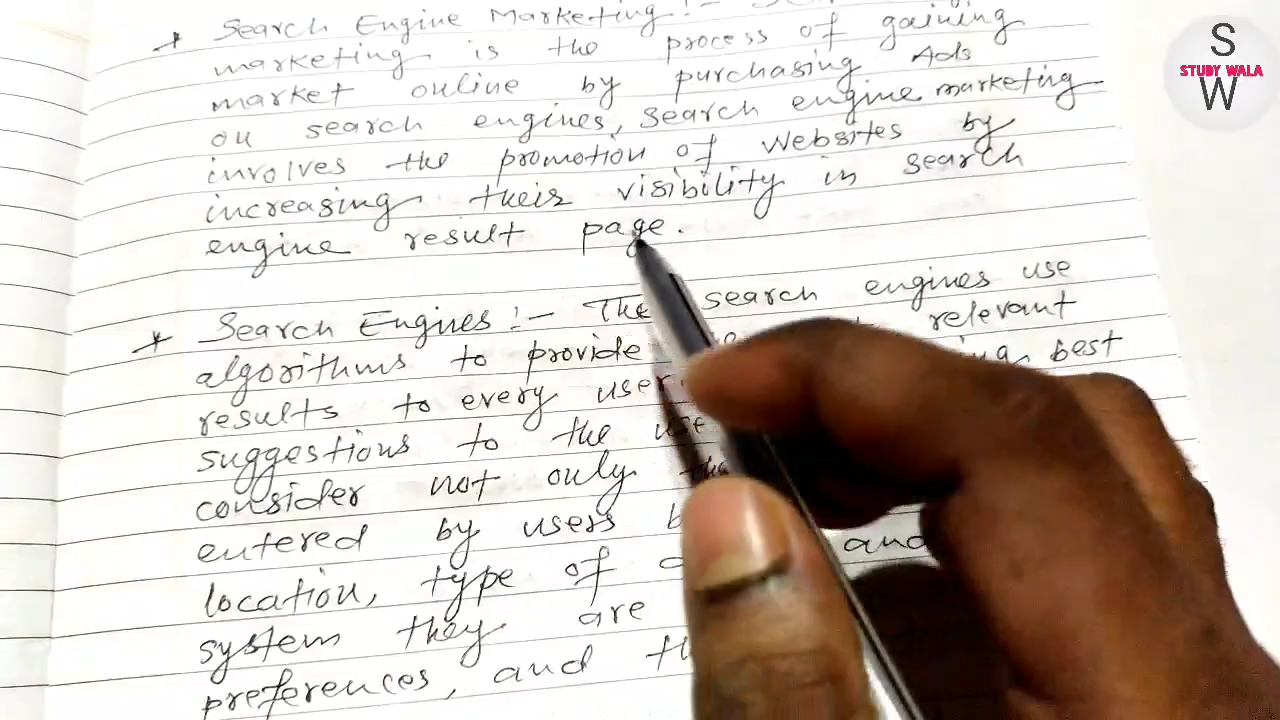 * Search Engine Marketing :-
marketing is the process of gaining
market online by purchasing Ads
on search engines, search engine marketing
involves the promotion of Websites by
increasing their visibility in search
engine result page.
* Search Engines :- The search engines use
algorithms to provide relevant
results to every user. best
suggestions to the
consider not only the
entered by users
location, type of and
system they are
preferences, and
S
STUDY WALA
W